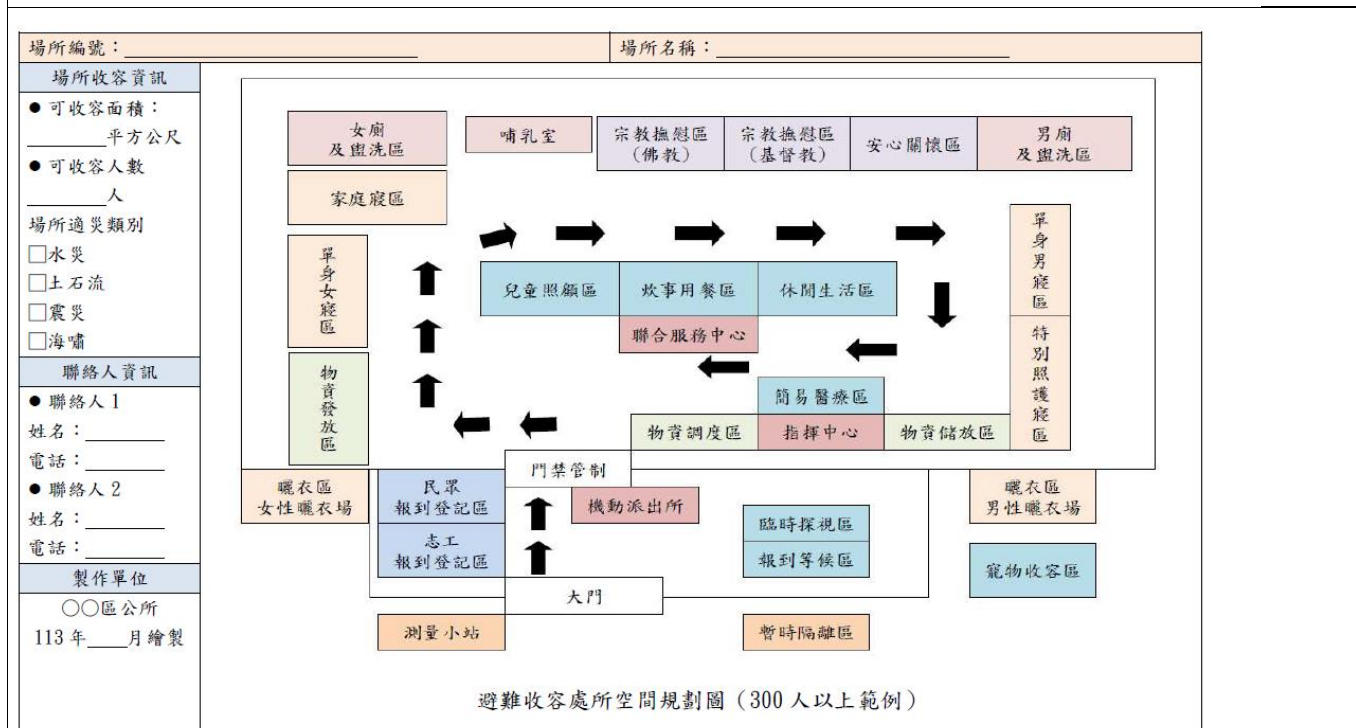 場所編號：
場所名稱：
場所收容資訊
● 可收容面積：
平方公尺
● 可收容人數
人
場所適災類別
□水災
□土石流
□震災
□海嘯
聯絡人資訊
● 聯絡人 1
姓名：
電話：
● 聯絡人 2
姓名：
電話：
製作單位
○○區公所
113 年____月繪製
女廁
及盥洗區
哺乳室
宗教撫慰區
(佛教)
宗教撫慰區
(基督教)
安心關懷區
男廁
及盥洗區
家庭寢區
單身女寢區
單身男寢區
兒童照顧區
炊事用餐區
休閒生活區
聯合服務中心
特別照護寢區
物資發放區
簡易醫療區
物資調度區
指揮中心
物資儲放區
門禁管制
曬衣區
女性曬衣場
民眾
報到登記區
機動派出所
曬衣區
男性曬衣場
臨時探視區
志工
報到登記區
報到等候區
寵物收容區
大門
測量小站
暫時隔離區
避難收容處所空間規劃圖（300 人以上範例）